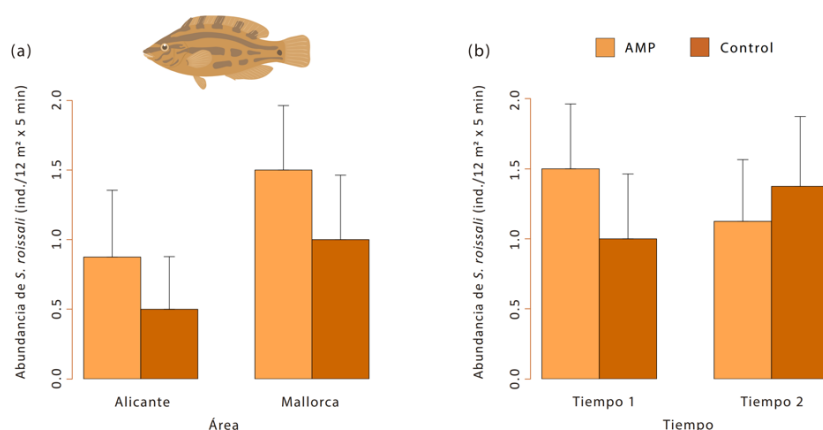 (a)
Abundancia de S. roissali (ind./12 m² x 5 min)
2.0
1.5
1.0
0.5
0.0
Alicante
Mallorca
Área
(b)
AMP
Control
Abundancia de S. roissali (ind./12 m² x 5 min)
2.0
1.5
1.0
0.5
0.0
Tiempo 1
Tiempo 2
Tiempo